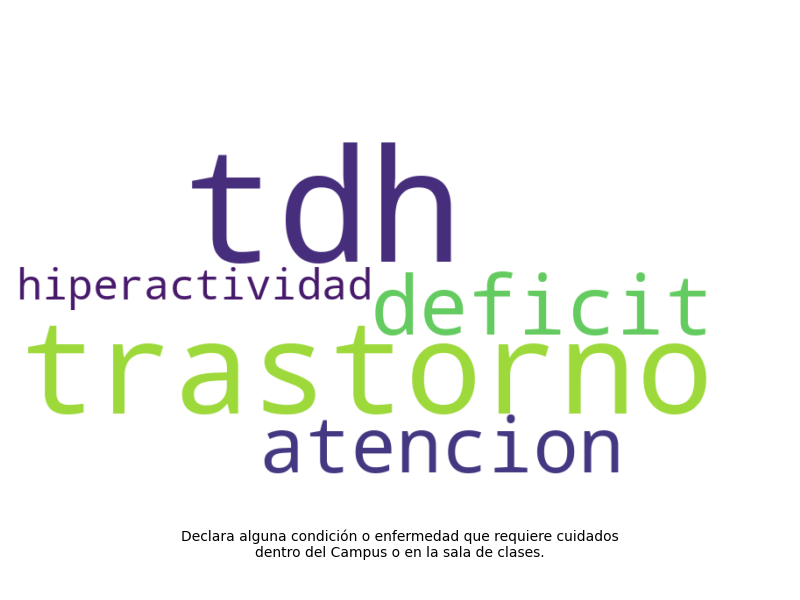 tdh
hiperactividad
deficit
trastorno
atencion
Declara alguna condición o enfermedad que requiere cuidados
dentro del Campus o en la sala de clases.